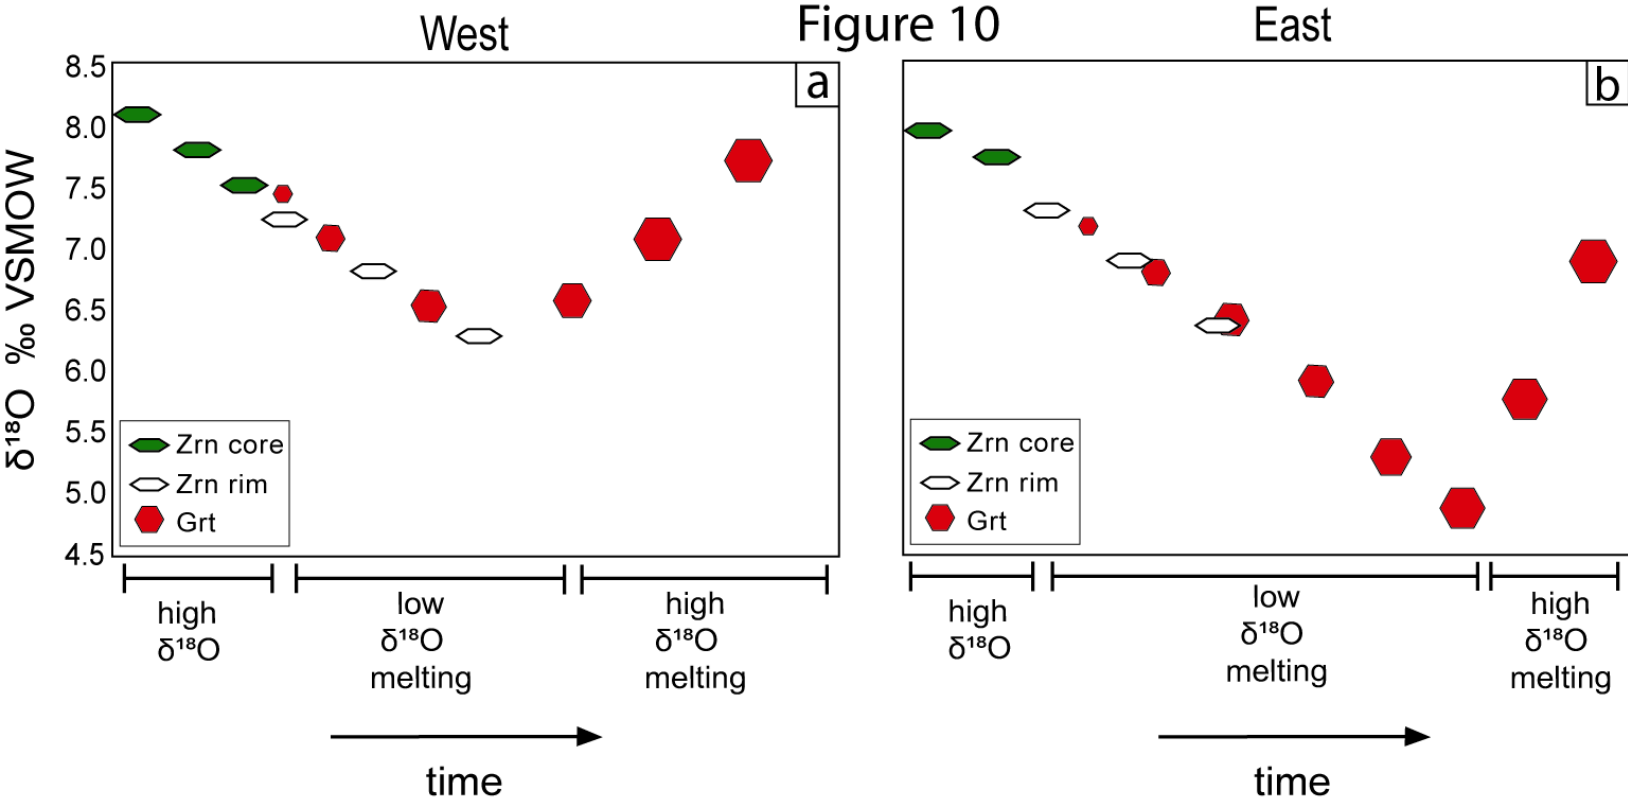 Figure 10
West
East
a
b
δ¹⁸O ‰ VSMOW
8.5
8.0
7.5
7.0
6.5
6.0
5.5
5.0
4.5
Zrn core
Zrn rim
Grt
Zrn core
Zrn rim
Grt
high
δ¹⁸O
low
δ¹⁸O
melting
high
δ¹⁸O
melting
high
δ¹⁸O
low
δ¹⁸O
melting
high
δ¹⁸O
melting
time
time